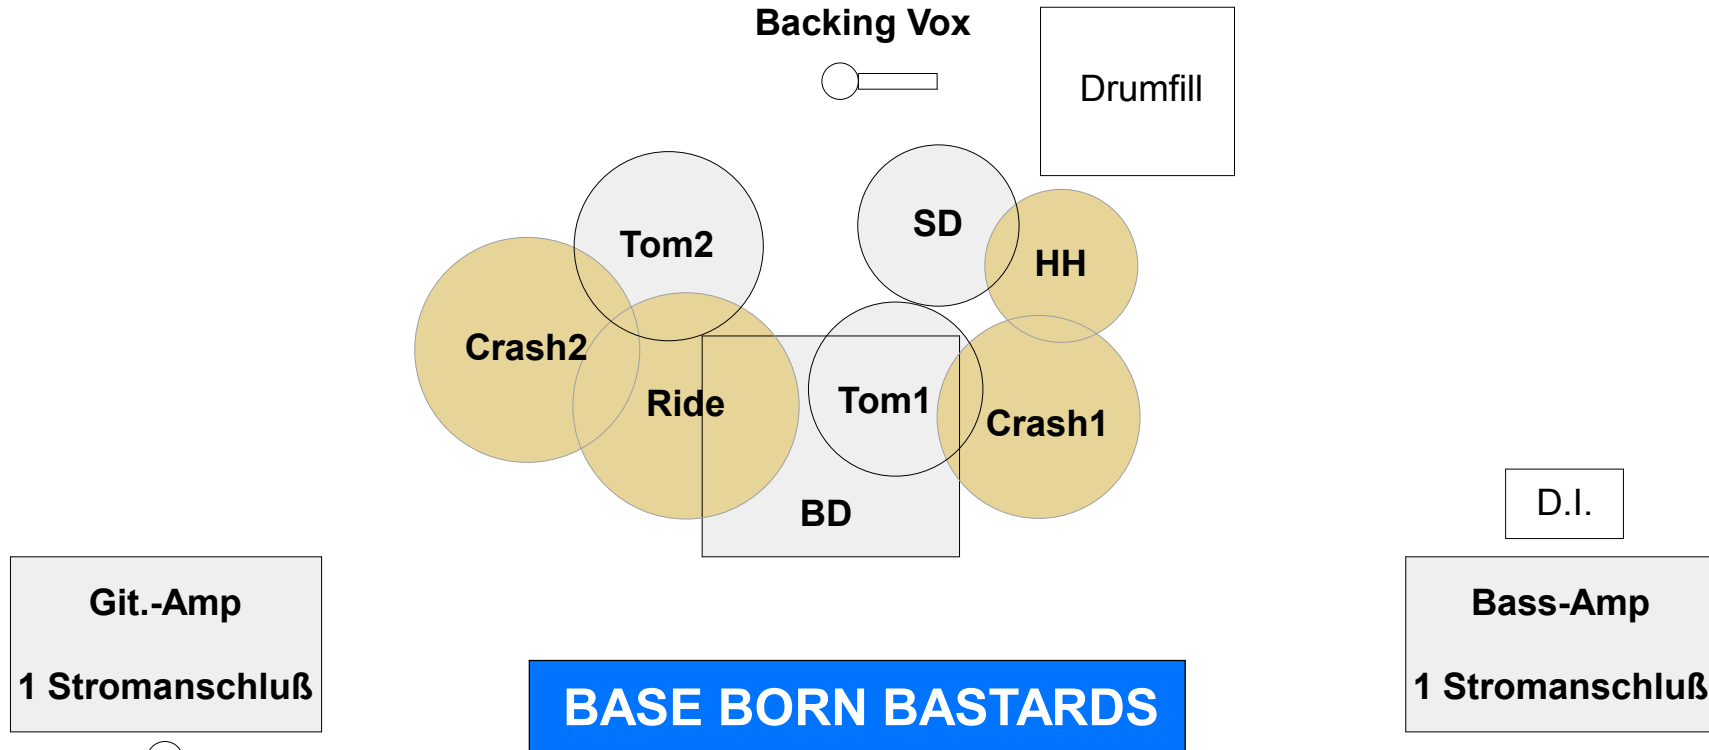 Backing Vox
Drumfill
SD
Tom2
HH
Crash2
Ride
Tom1
Crash1
BD
D.I.
Git.-Amp
1 Stromanschluß
Bass-Amp
1 Stromanschluß
BASE BORN BASTARDS